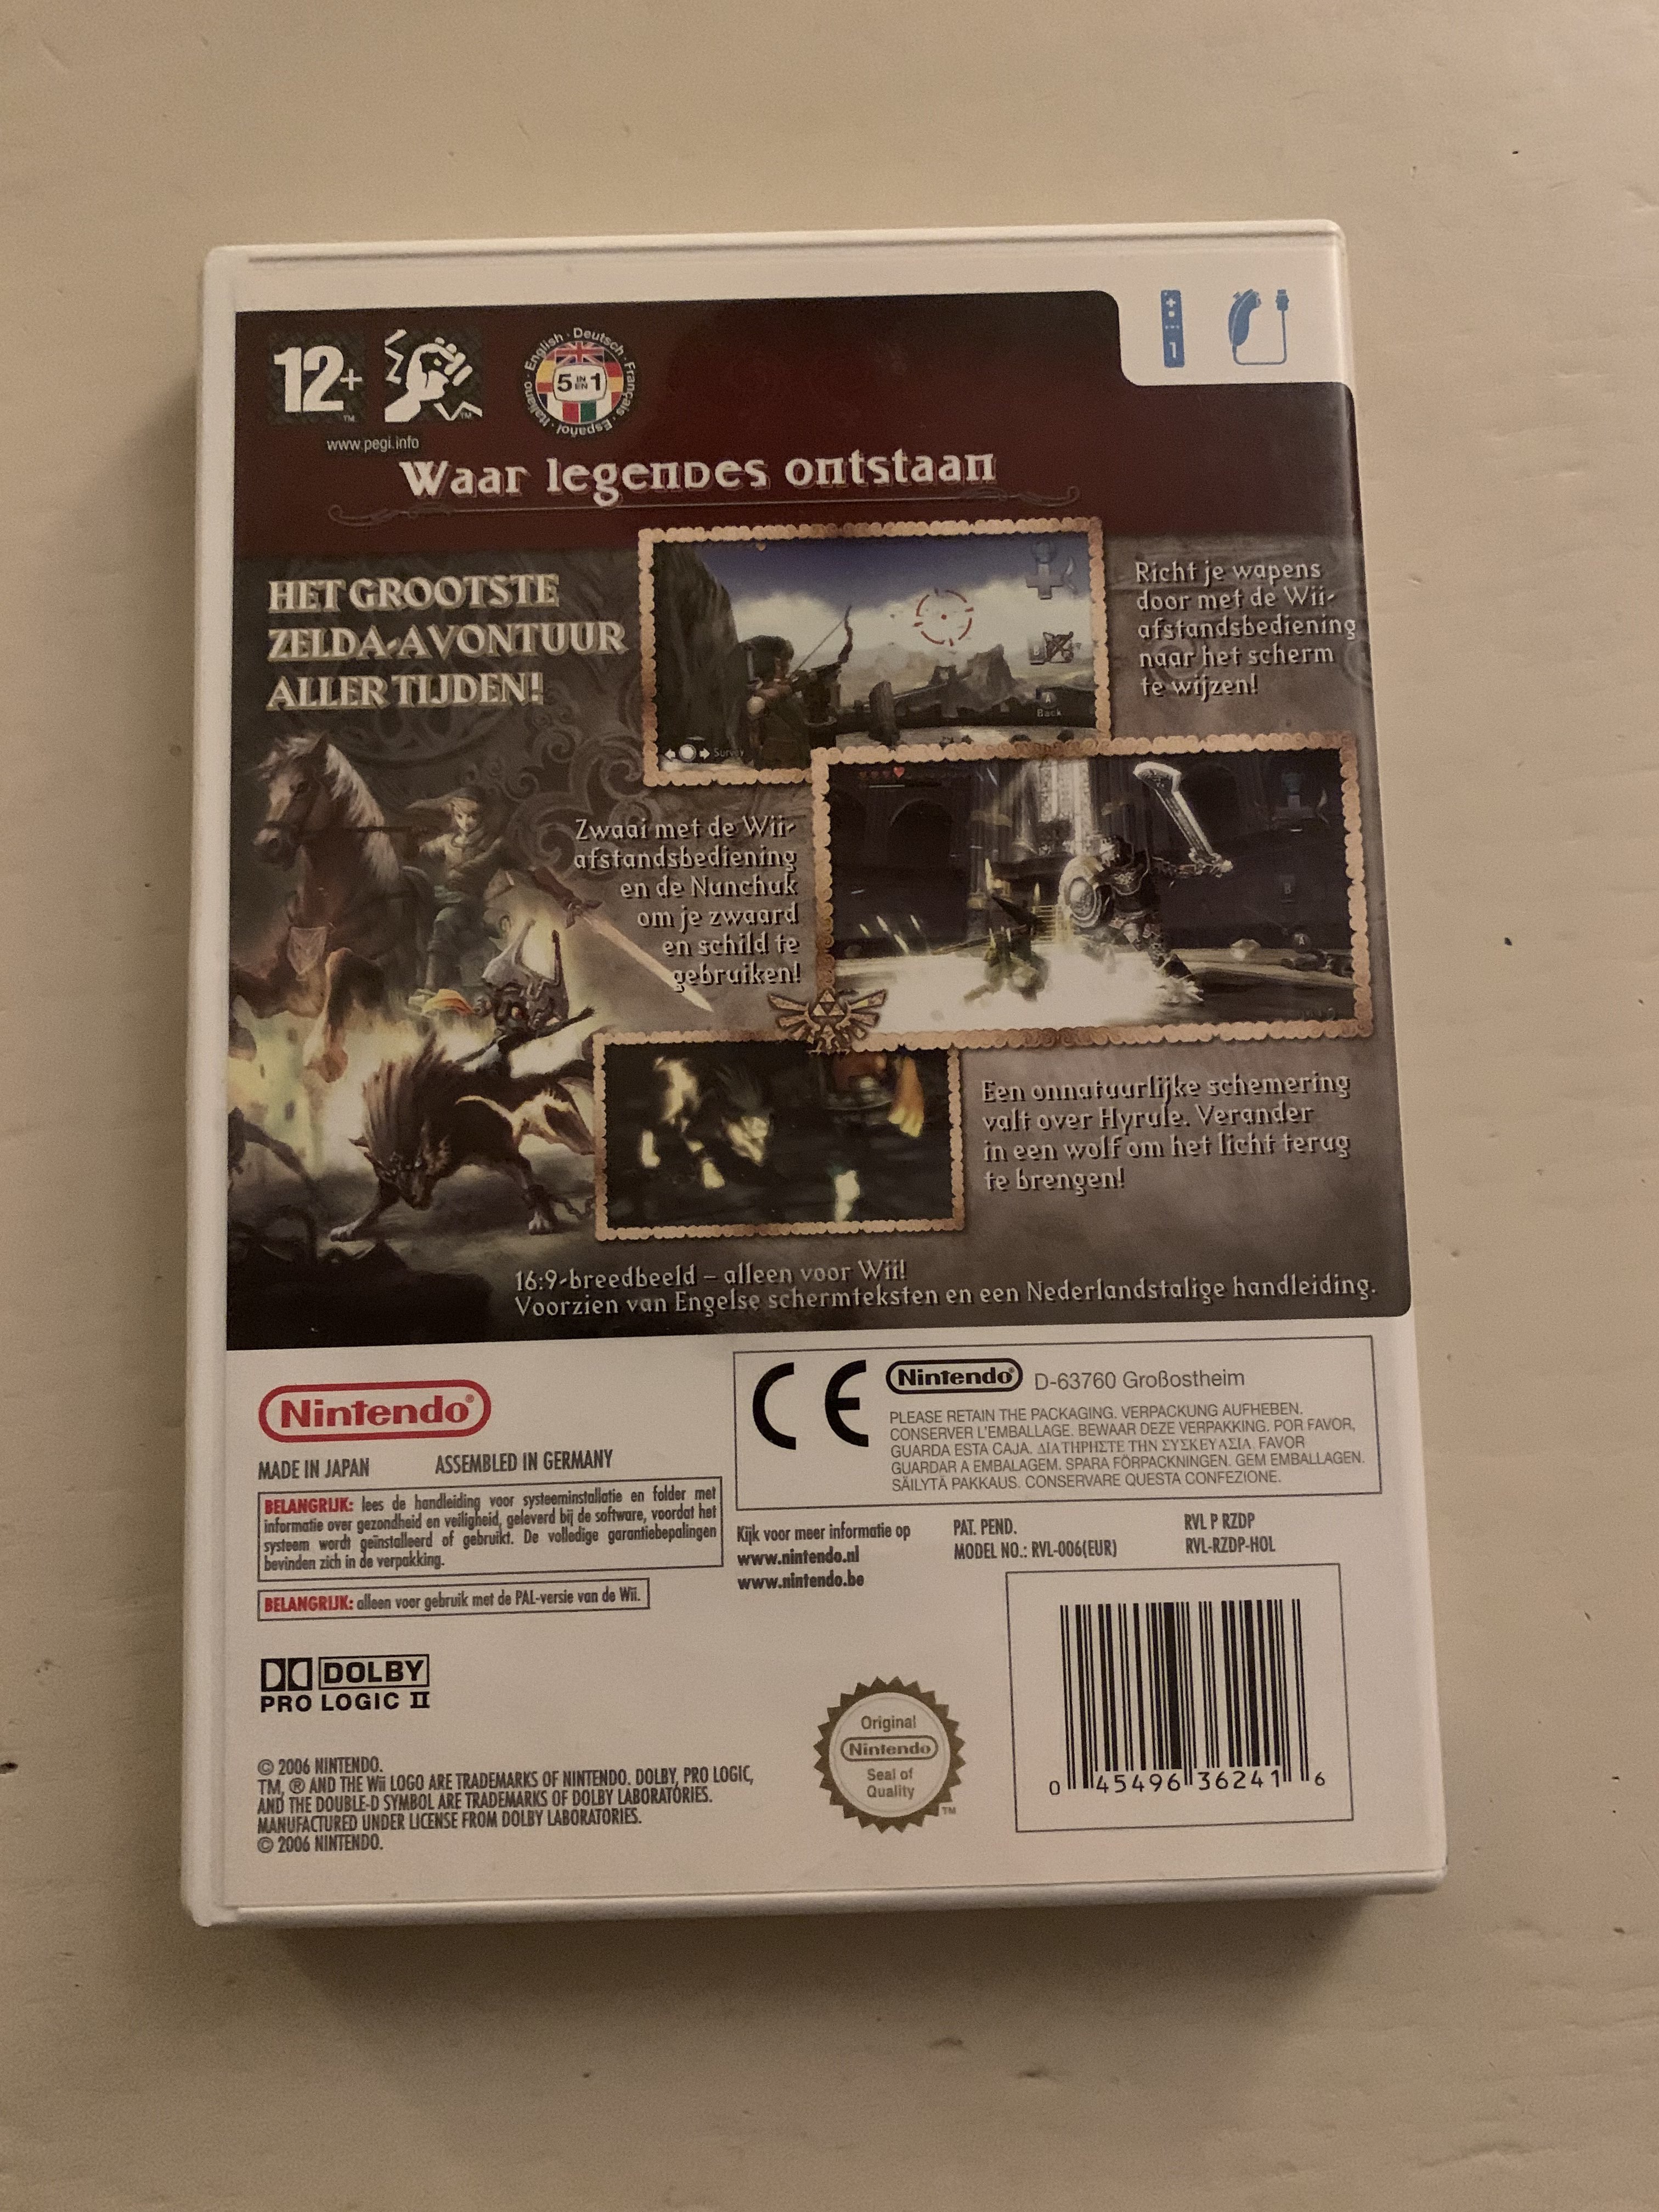 12+
™
™
www.pegi.info
English · Deutsch · Français · Español · Italiano
5 IN EN 1
Waar legendes ontstaan
HET GROOTSTE
ZELDA-AVONTUUR
ALLER TIJDEN!
Back
Richt je wapens
door met de Wii-
afstandsbediening
naar het scherm
te wijzen!
Zwaai met de Wii-
afstandsbediening
en de Nunchuk
om je zwaard
en schild te
gebruiken!
Een onnatuurlijke schemering
valt over Hyrule. Verander
in een wolf om het licht terug
te brengen!
16:9-breedbeeld – alleen voor Wii!
Voorzien van Engelse schermteksten en een Nederlandstalige handleiding.
Nintendo®
MADE IN JAPAN ASSEMBLED IN GERMANY
BELANGRIJK: lees de handleiding voor systeeminstallatie en folder met
informatie over gezondheid en veiligheid, geleverd bij de software, voordat het
systeem wordt geïnstalleerd of gebruikt. De volledige garantiebepalingen
bevinden zich in de verpakking.
BELANGRIJK: alleen voor gebruik met de PAL-versie van de Wii.
CE
Nintendo® D-63760 Großostheim
PLEASE RETAIN THE PACKAGING. VERPACKUNG AUFHEBEN.
CONSERVER L'EMBALLAGE. BEWAAR DEZE VERPAKKING. POR FAVOR,
GUARDA ESTA CAJA. ΔΙΑΤΗΡΗΣΤΕ ΤΗΝ ΣΥΣΚΕΥΑΣΙΑ. FAVOR
GUARDAR A EMBALAGEM. SPARA FÖRPACKNINGEN. GEM EMBALLAGEN.
SÄILYTÄ PAKKAUS. CONSERVARE QUESTA CONFEZIONE.
Kijk voor meer informatie op
www.nintendo.nl
www.nintendo.be
PAT. PEND.
MODEL NO.: RVL-006(EUR)
RVL P RZDP
RVL-RZDP-HOL
DOLBY
PRO LOGIC II
© 2006 NINTENDO.
TM, ® AND THE Wii LOGO ARE TRADEMARKS OF NINTENDO. DOLBY, PRO LOGIC,
AND THE DOUBLE-D SYMBOL ARE TRADEMARKS OF DOLBY LABORATORIES.
MANUFACTURED UNDER LICENSE FROM DOLBY LABORATORIES.
© 2006 NINTENDO.
Original
Nintendo
Seal of
Quality
™
0 45496 36241 6